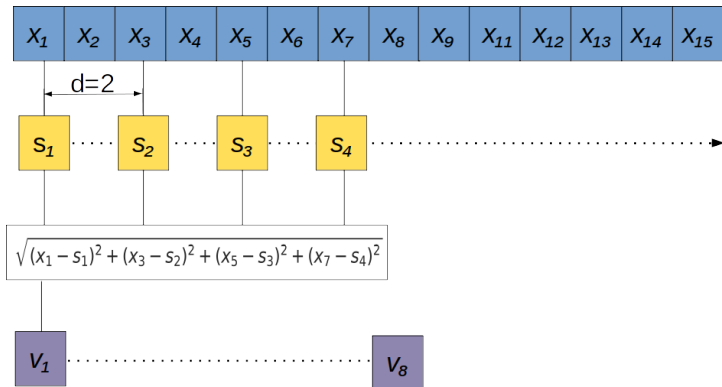 X₁ X₂ X₃ X₄ X₅ X₆ X₇ X₈ X₉ X₁₁ X₁₂ X₁₃ X₁₄ X₁₅
d=2
S₁ S₂ S₃ S₄
√(x₁ − s₁)² + (x₃ − s₂)² + (x₅ − s₃)² + (x₇ − s₄)²
V₁ V₈